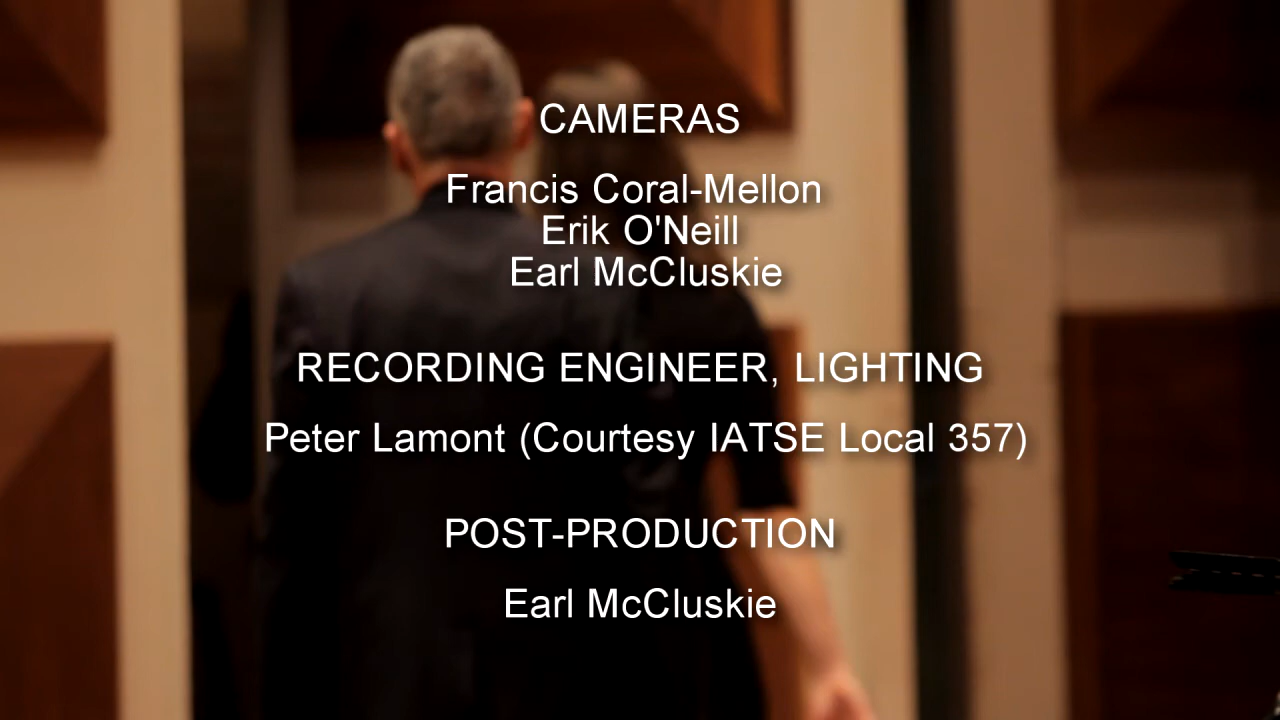 CAMERAS
Francis Coral-Mellon
Erik O'Neill
Earl McCluskie
RECORDING ENGINEER, LIGHTING
Peter Lamont (Courtesy IATSE Local 357)
POST-PRODUCTION
Earl McCluskie